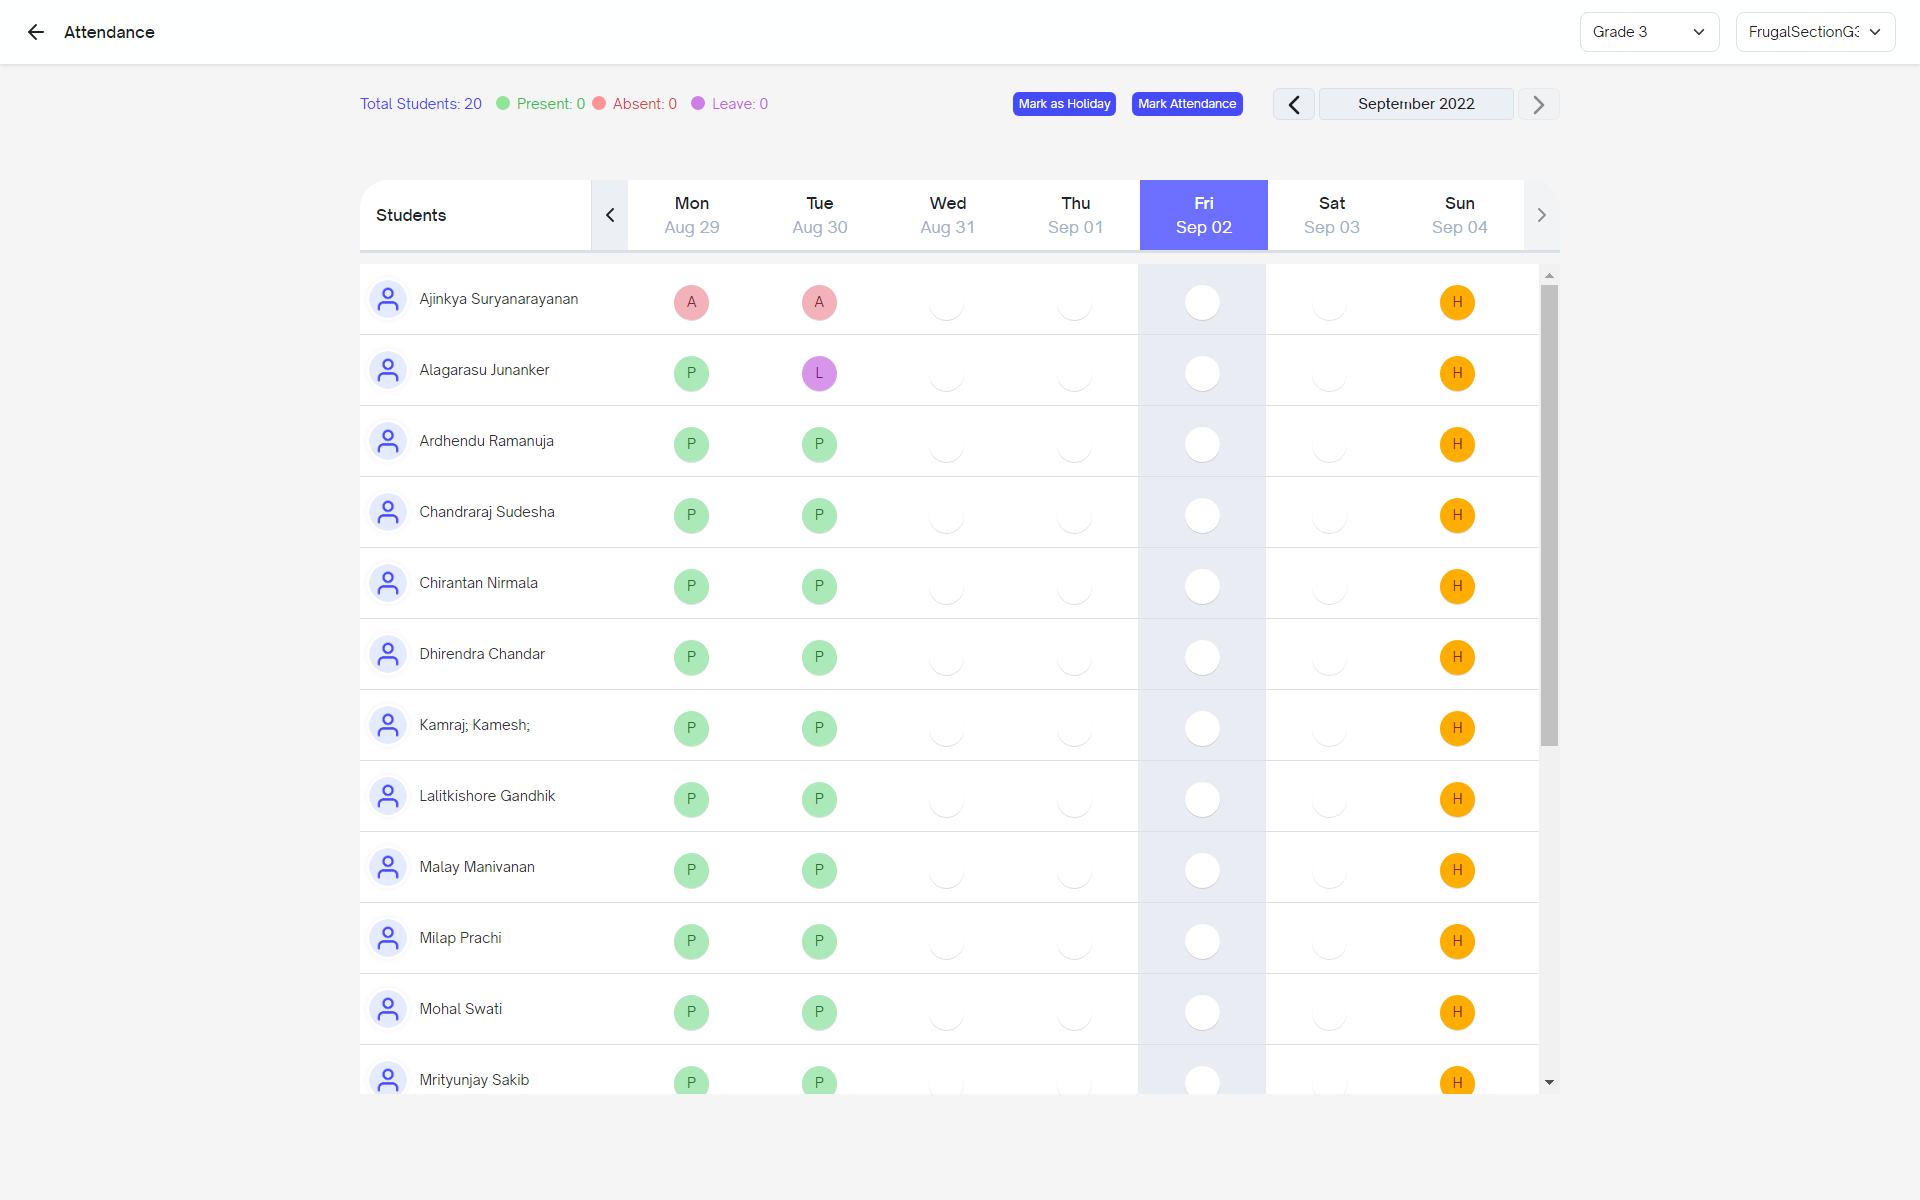 Attendance
Grade 3
FrugalSectionG3
Total Students: 20 Present: 0 Absent: 0 Leave: 0
Mark as Holiday
Mark Attendance
September 2022
Students
Mon Tue Wed Thu Fri Sat Sun
Aug 29 Aug 30 Aug 31 Sep 01 Sep 02 Sep 03 Sep 04
Ajinkya Suryanarayanan A A H
Alagarasu Junanker P L H
Ardhendu Ramanuja P P H
Chandraraj Sudesha P P H
Chirantan Nirmala P P H
Dhirendra Chandar P P H
Kamraj; Kamesh; P P H
Lalitkishore Gandhik P P H
Malay Manivanan P P H
Milap Prachi P P H
Mohal Swati P P H
Mrityunjay Sakib P P H